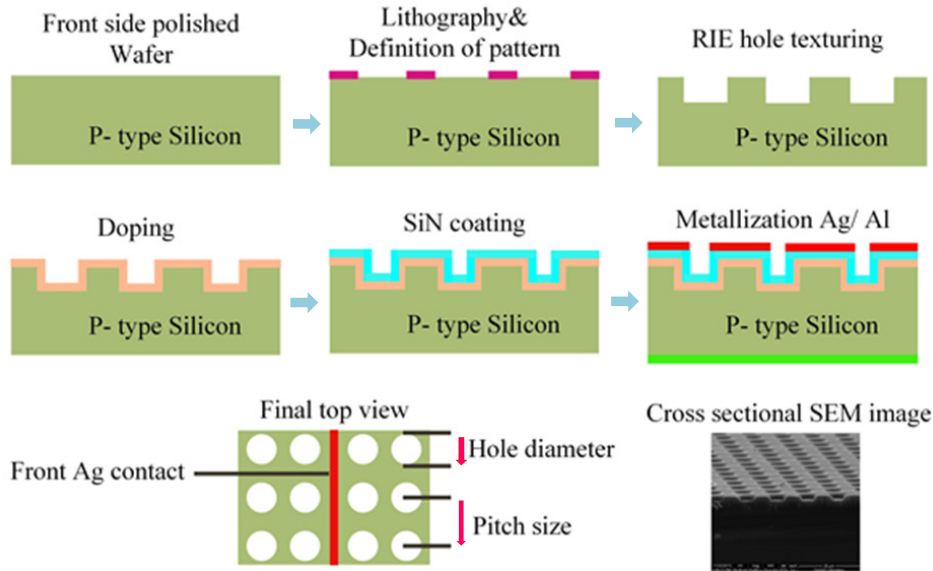 Front side polished
Wafer
P- type Silicon
Lithography&
Definition of pattern
P- type Silicon
RIE hole texturing
P- type Silicon
Doping
P- type Silicon
SiN coating
P- type Silicon
Metallization Ag/ Al
P- type Silicon
Final top view
Front Ag contact
Hole diameter
Pitch size
Cross sectional SEM image